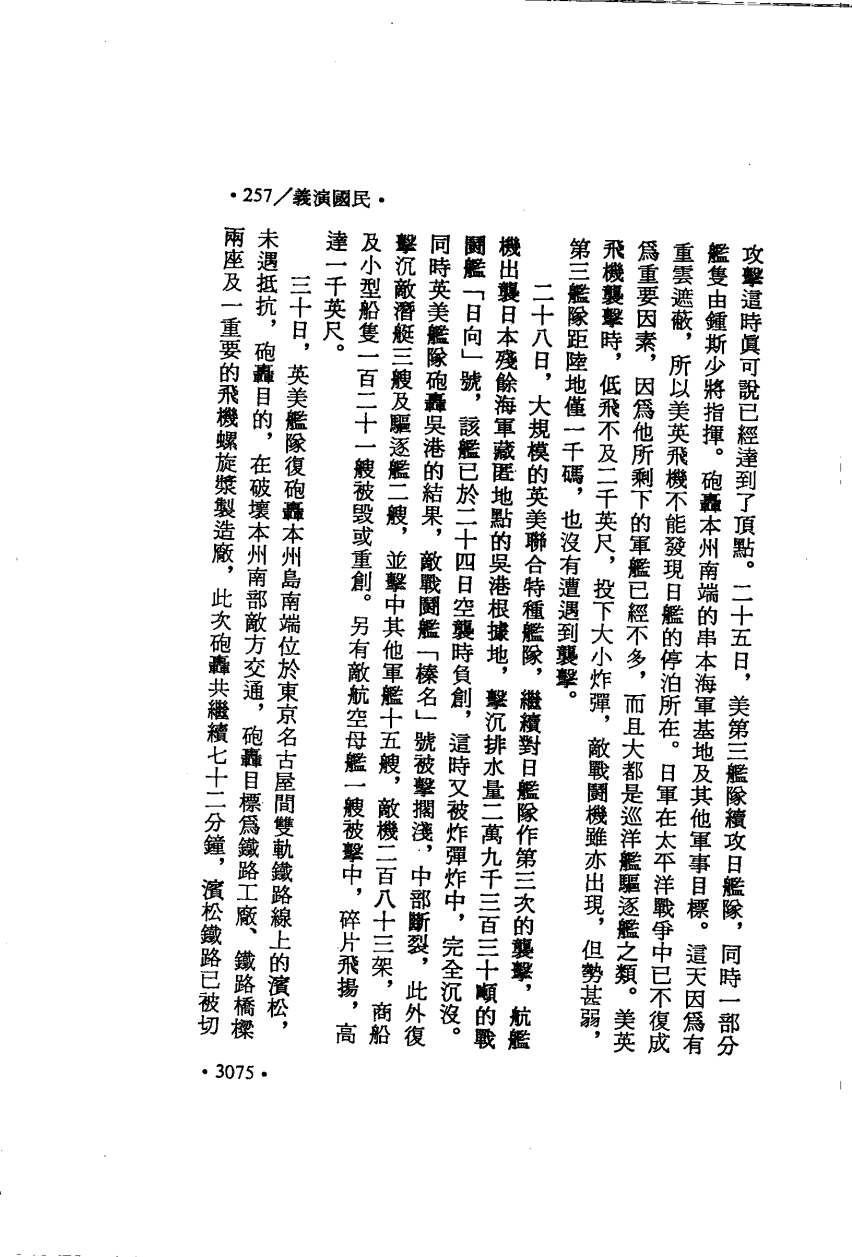 •257／義演國民•
攻擊這時眞可說已經達到了頂點。二十五日，美第三艦隊續攻日艦隊，同時一部分
艦隻由鍾斯少將指揮。砲轟本州南端的串本海軍基地及其他軍事目標。這天因爲有
重雲遮蔽，所以美英飛機不能發現日艦的停泊所在。日軍在太平洋戰爭中已不復成
爲重要因素，因爲他所剩下的軍艦已經不多，而且大都是巡洋艦驅逐艦之類。美英
飛機襲擊時，低飛不及二千英尺，投下大小炸彈，敵戰鬭機雖亦出現，但勢甚弱，
第三艦隊距陸地僅一千碼，也沒有遭遇到襲擊。
二十八日，大規模的英美聯合特種艦隊，繼續對日艦隊作第三次的襲擊，航艦
機出襲日本殘餘海軍藏匿地點的吳港根據地，擊沉排水量二萬九千三百三十噸的戰
鬭艦「日向」號，該艦已於二十四日空襲時負創，這時又被炸彈炸中，完全沉沒。
同時英美艦隊砲轟吳港的結果，敵戰鬭艦「榛名」號被擊擱淺，中部斷裂，此外復
擊沉敵潛艇三艘及驅逐艦二艘，並擊中其他軍艦十五艘，敵機二百八十三架，商船
及小型船隻一百二十一艘被毀或重創。另有敵航空母艦一艘被擊中，碎片飛揚，高
達一千英尺。
三十日，英美艦隊復砲轟本州島南端位於東京名古屋間雙軌鐵路線上的濱松，
未遇抵抗，砲轟目的，在破壞本州南部敵方交通，砲轟目標爲鐵路工廠、鐵路橋樑
兩座及一重要的飛機螺旋槳製造廠，此次砲轟共繼續七十二分鐘，濱松鐵路已被切
•3075•